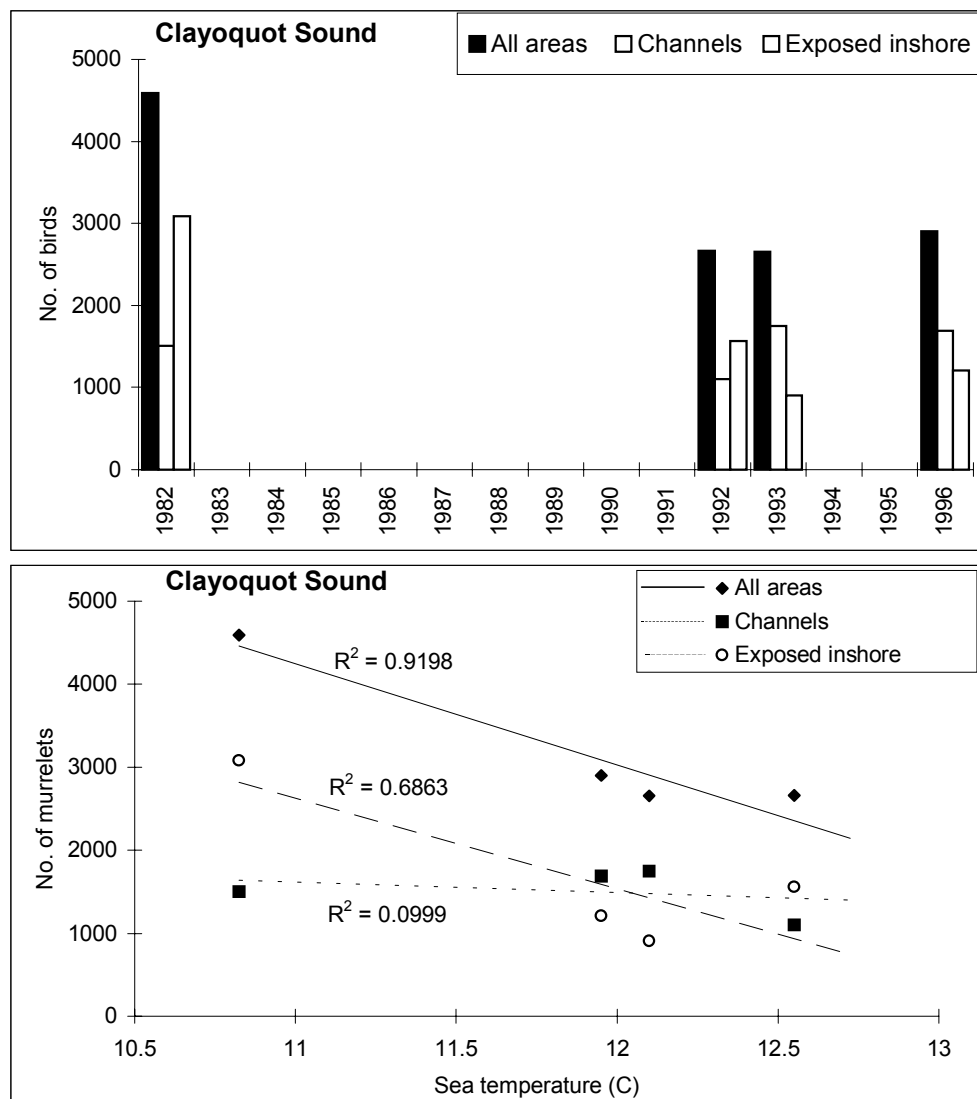 Clayoquot Sound
All areas Channels Exposed inshore
5000
4000
3000
2000
1000
0
No. of birds
1982 1983 1984 1985 1986 1987 1988 1989 1990 1991 1992 1993 1994 1995 1996
Clayoquot Sound
All areas
Channels
Exposed inshore
5000
4000
3000
2000
1000
0
No. of murrelets
R² = 0.9198
R² = 0.6863
R² = 0.0999
10.5 11 11.5 12 12.5 13
Sea temperature (C)